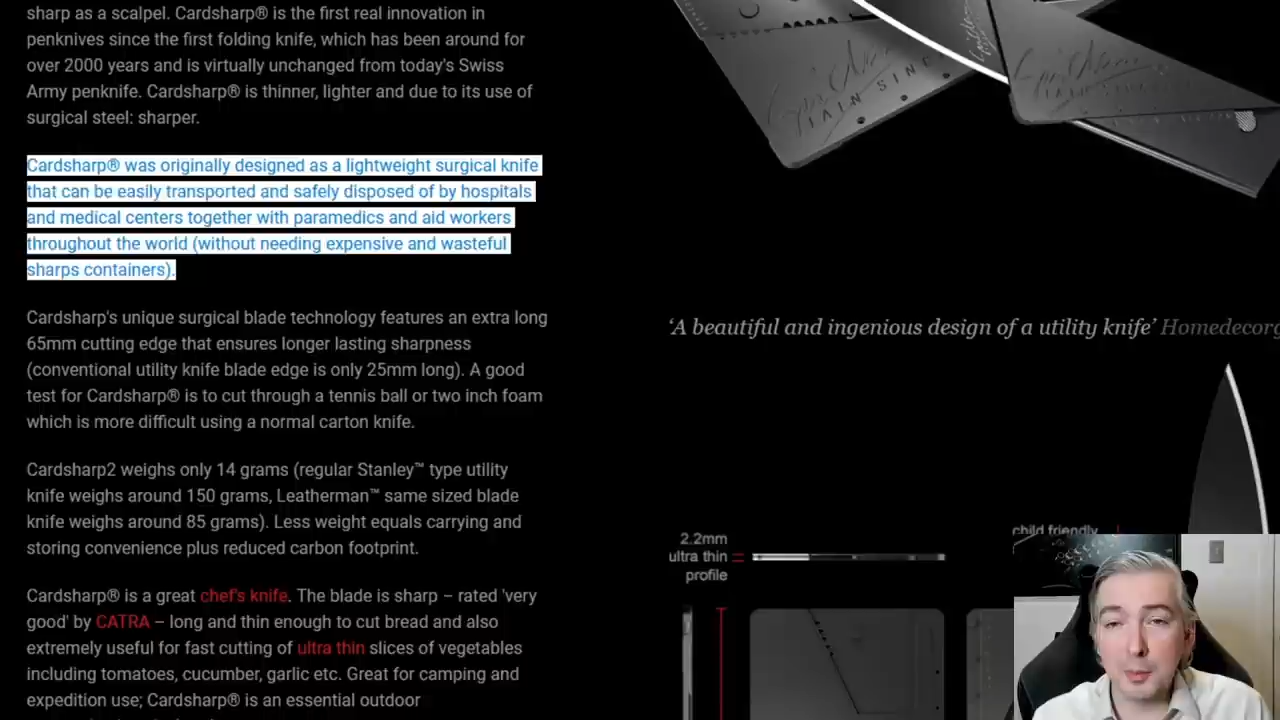 sharp as a scalpel. Cardsharp® is the first real innovation in
penknives since the first folding knife, which has been around for
over 2000 years and is virtually unchanged from today's Swiss
Army penknife. Cardsharp® is thinner, lighter and due to its use of
surgical steel: sharper.
Cardsharp® was originally designed as a lightweight surgical knife
that can be easily transported and safely disposed of by hospitals
and medical centers together with paramedics and aid workers
throughout the world (without needing expensive and wasteful
sharps containers).
Cardsharp's unique surgical blade technology features an extra long
65mm cutting edge that ensures longer lasting sharpness
(conventional utility knife blade edge is only 25mm long). A good
test for Cardsharp® is to cut through a tennis ball or two inch foam
which is more difficult using a normal carton knife.
Cardsharp2 weighs only 14 grams (regular Stanley™ type utility
knife weighs around 150 grams, Leatherman™ same sized blade
knife weighs around 85 grams). Less weight equals carrying and
storing convenience plus reduced carbon footprint.
Cardsharp® is a great chef's knife. The blade is sharp – rated 'very
good' by CATRA – long and thin enough to cut bread and also
extremely useful for fast cutting of ultra thin slices of vegetables
including tomatoes, cucumber, garlic etc. Great for camping and
expedition use; Cardsharp® is an essential outdoor
IAIN SINC
‘A beautiful and ingenious design of a utility knife’ Homedecorg
2.2mm
ultra thin
profile
child friendly